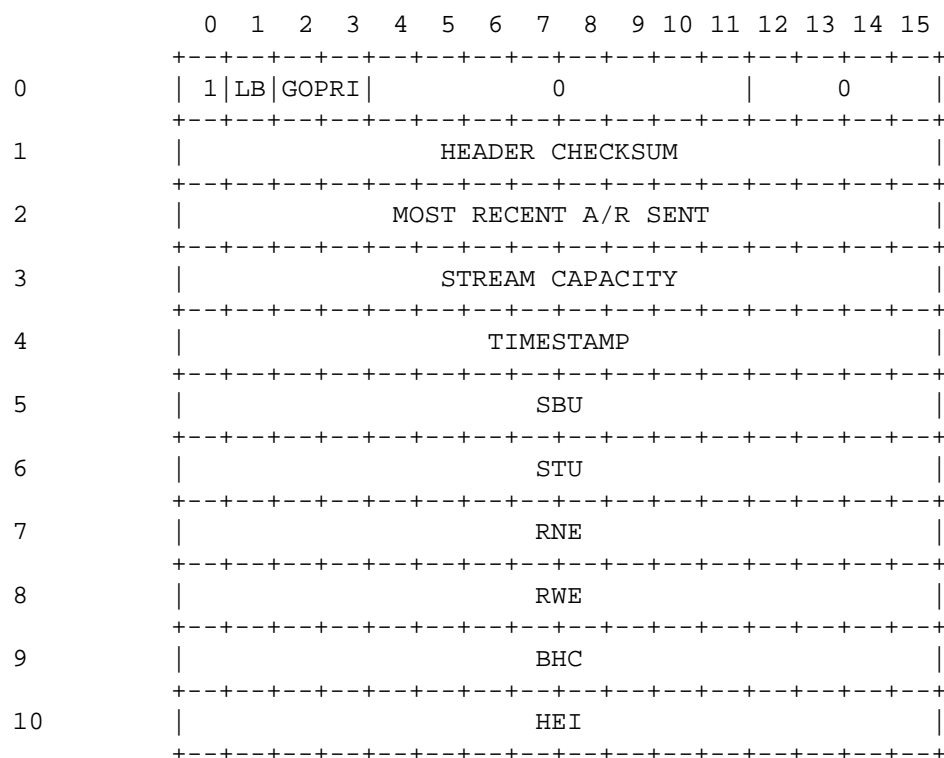 0 1 2 3 4 5 6 7 8 9 10 11 12 13 14 15
+--+--+--+--+--+--+--+--+--+--+--+--+--+--+--+--+
0 | 1|LB|GOPRI| 0 | 0 |
+--+--+--+--+--+--+--+--+--+--+--+--+--+--+--+--+
1 | HEADER CHECKSUM |
+--+--+--+--+--+--+--+--+--+--+--+--+--+--+--+--+
2 | MOST RECENT A/R SENT |
+--+--+--+--+--+--+--+--+--+--+--+--+--+--+--+--+
3 | STREAM CAPACITY |
+--+--+--+--+--+--+--+--+--+--+--+--+--+--+--+--+
4 | TIMESTAMP |
+--+--+--+--+--+--+--+--+--+--+--+--+--+--+--+--+
5 | SBU |
+--+--+--+--+--+--+--+--+--+--+--+--+--+--+--+--+
6 | STU |
+--+--+--+--+--+--+--+--+--+--+--+--+--+--+--+--+
7 | RNE |
+--+--+--+--+--+--+--+--+--+--+--+--+--+--+--+--+
8 | RWE |
+--+--+--+--+--+--+--+--+--+--+--+--+--+--+--+--+
9 | BHC |
+--+--+--+--+--+--+--+--+--+--+--+--+--+--+--+--+
10 | HEI |
+--+--+--+--+--+--+--+--+--+--+--+--+--+--+--+--+